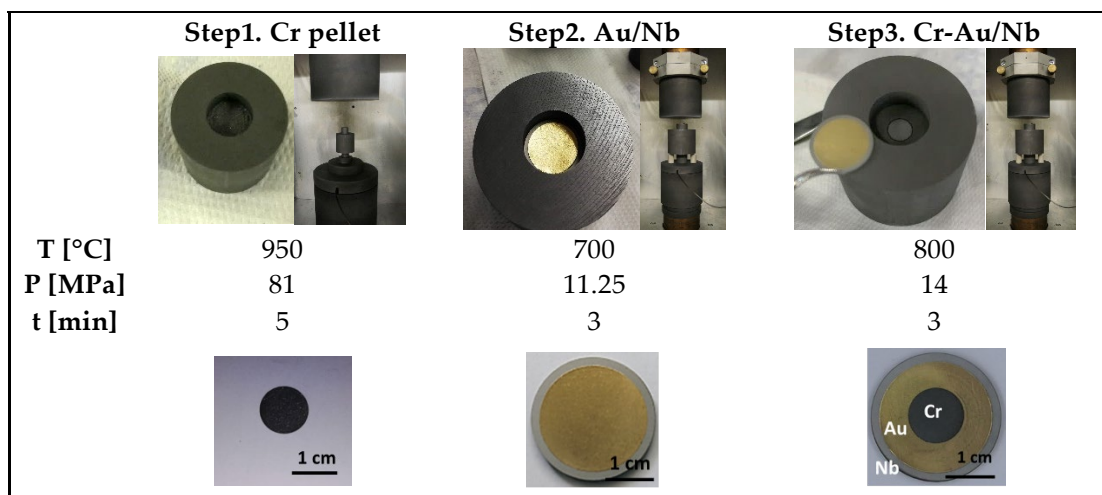 Step1. Cr pellet Step2. Au/Nb Step3. Cr-Au/Nb
T [°C] 950 700 800
P [MPa] 81 11.25 14
t [min] 5 3 3
1 cm 1 cm Cr Au Nb 1 cm